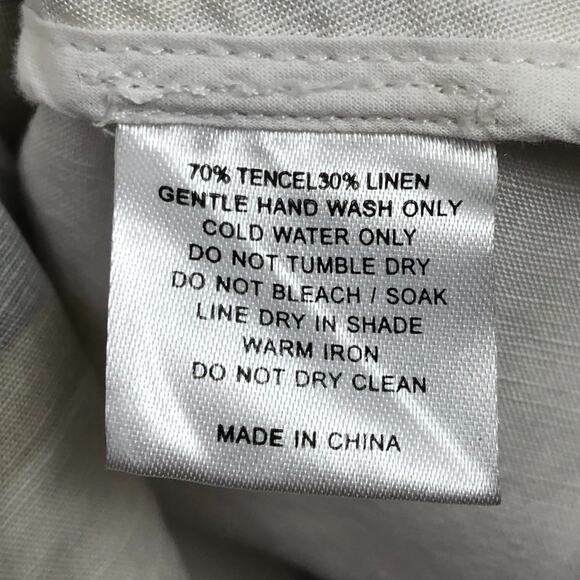 70% TENCEL30% LINEN
GENTLE HAND WASH ONLY
COLD WATER ONLY
DO NOT TUMBLE DRY
DO NOT BLEACH / SOAK
LINE DRY IN SHADE
WARM IRON
DO NOT DRY CLEAN
MADE IN CHINA